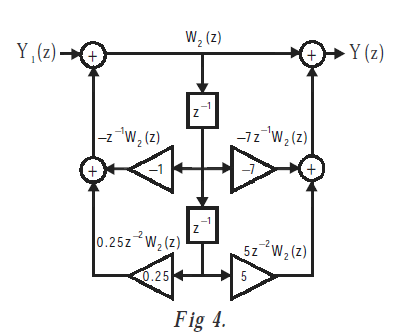 W₂ (z)
Y₁(z)
+
+
Y (z)
z⁻¹
–z⁻¹W₂ (z)
–7z⁻¹W₂ (z)
+
–1
–7
+
z⁻¹
0.25z⁻²W₂ (z)
5z⁻²W₂ (z)
0.25
5
Fig 4.